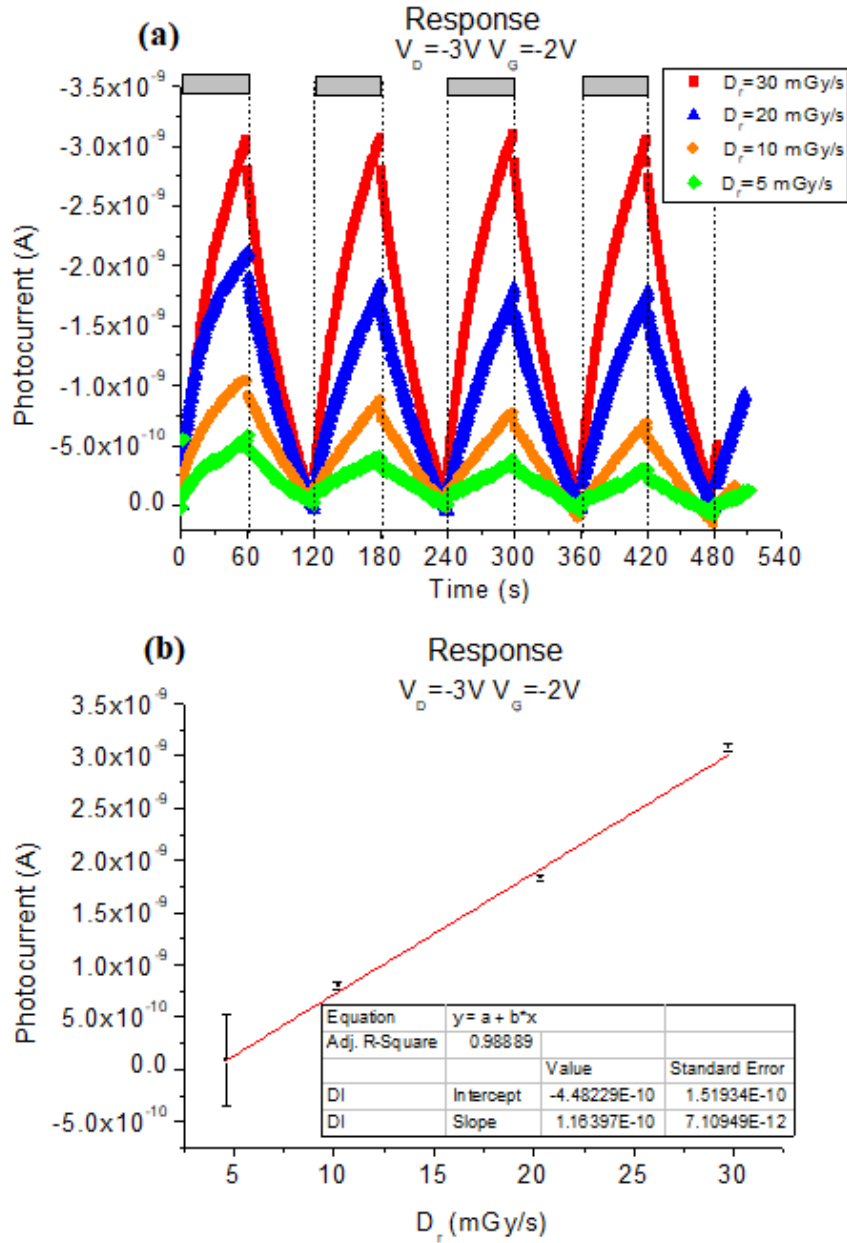 (a)
Response
V_D=-3V V_G=-2V
D_r=30 mGy/s
D_r=20 mGy/s
D_r=10 mGy/s
D_r=5 mGy/s
Photocurrent (A)
-3.5x10^-9
-3.0x10^-9
-2.5x10^-9
-2.0x10^-9
-1.5x10^-9
-1.0x10^-9
-5.0x10^-10
0.0
0 60 120 180 240 300 360 420 480 540
Time (s)
(b)
Response
V_D=-3V V_G=-2V
Photocurrent (A)
3.5x10^-9
3.0x10^-9
2.5x10^-9
2.0x10^-9
1.5x10^-9
1.0x10^-9
5.0x10^-10
0.0
-5.0x10^-10
Equation y = a + b*x
Adj. R-Square 0.98889
Value Standard Error
DI Intercept -4.48229E-10 1.51934E-10
DI Slope 1.16397E-10 7.10949E-12
5 10 15 20 25 30
D_r (mGy/s)